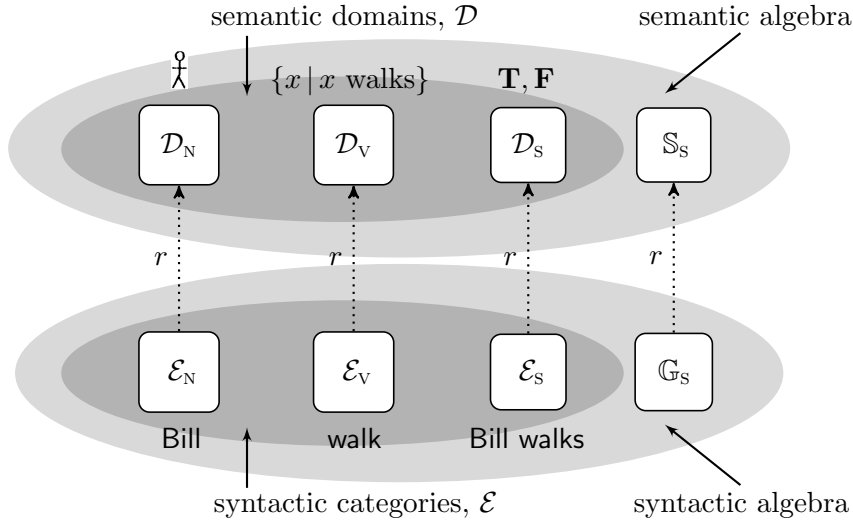 semantic domains, 𝒟
semantic algebra
{x | x walks}
T, F
𝒟N
𝒟V
𝒟S
𝕊S
r
r
r
r
ℰN
ℰV
ℰS
𝔾S
Bill
walk
Bill walks
syntactic categories, ℰ
syntactic algebra